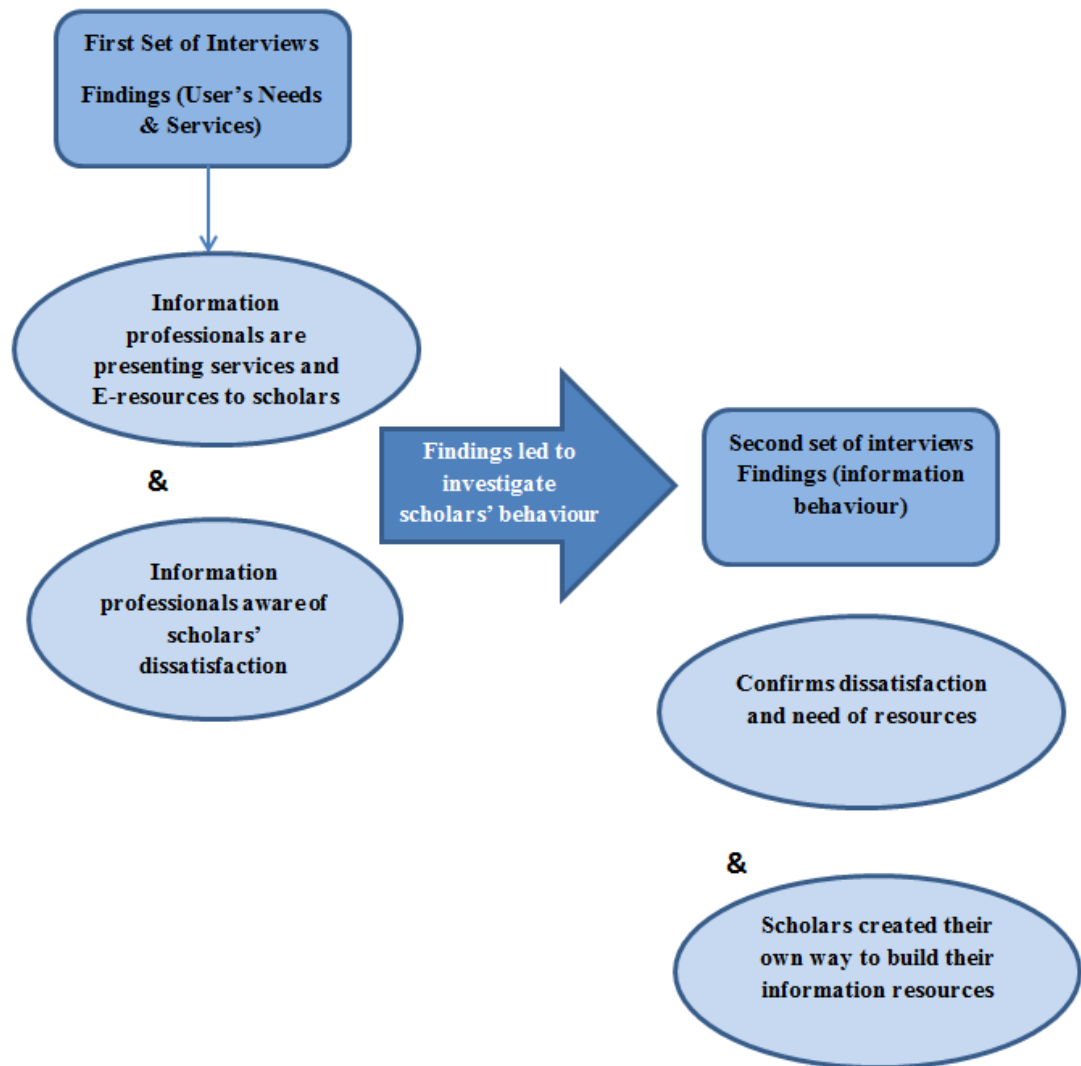 First Set of Interviews
Findings (User’s Needs
& Services)
Information
professionals are
presenting services and
E-resources to scholars
&
Information
professionals aware of
scholars’
dissatisfaction
Findings led to
investigate
scholars’ behaviour
Second set of interviews
Findings (information
behaviour)
Confirms dissatisfaction
and need of resources
&
Scholars created their
own way to build their
information resources